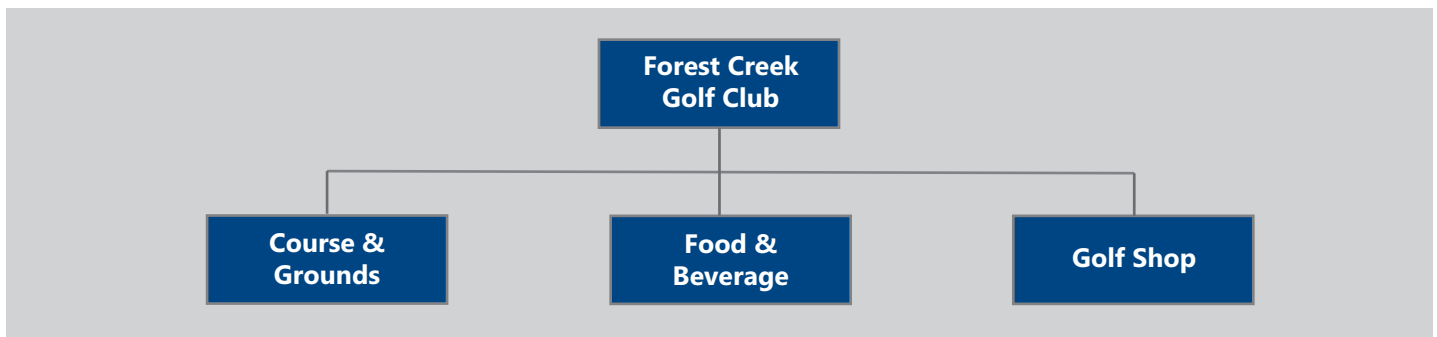 Forest Creek
Golf Club
Course &
Grounds
Food &
Beverage
Golf Shop